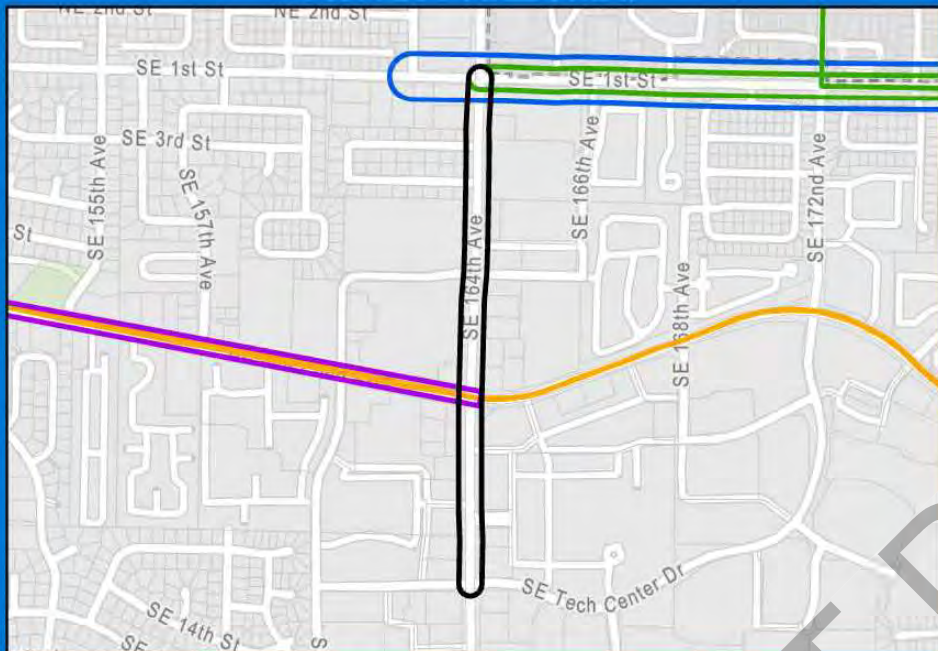 NE 2nd St
NE 2nd St
SE 1st St
SE 1st St
SE 3rd St
SE 155th Ave
SE 157th Ave
SE 166th Ave
SE 172nd Ave
St
SE 164th Ave
SE 168th Ave
SE Tech Center Dr
SE 14th St
SE
S